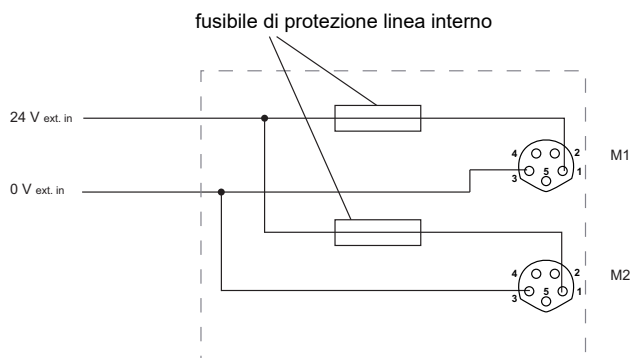 fusibile di protezione linea interno
24 V ext. in
4 2 M1
3 5 1
0 V ext. in
4 2 M2
3 5 1